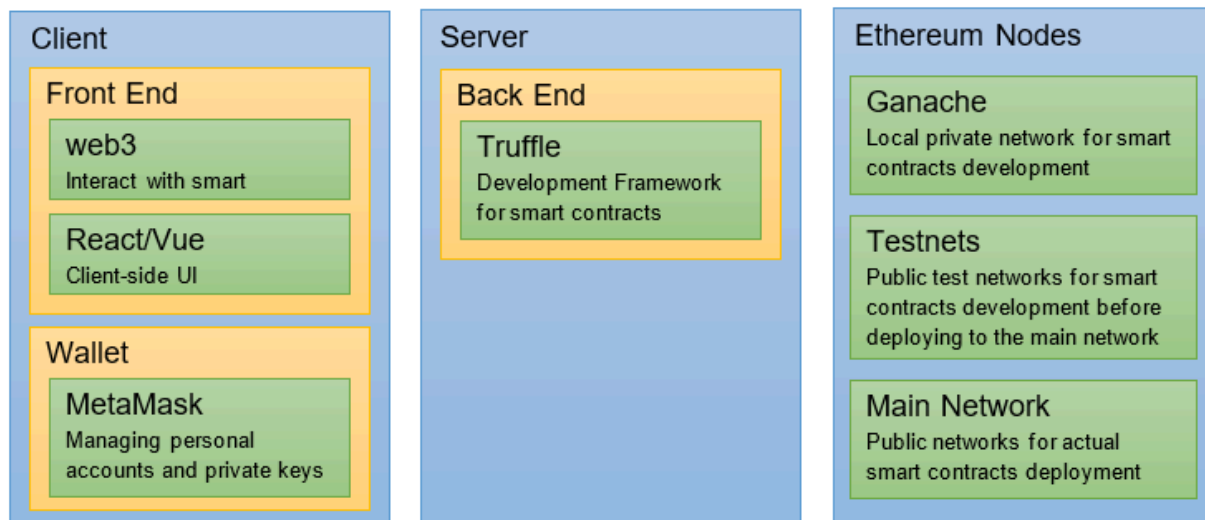 Client
Front End
web3
Interact with smart
React/Vue
Client-side UI
Wallet
MetaMask
Managing personal
accounts and private keys
Server
Back End
Truffle
Development Framework
for smart contracts
Ethereum Nodes
Ganache
Local private network for smart
contracts development
Testnets
Public test networks for smart
contracts development before
deploying to the main network
Main Network
Public networks for actual
smart contracts deployment